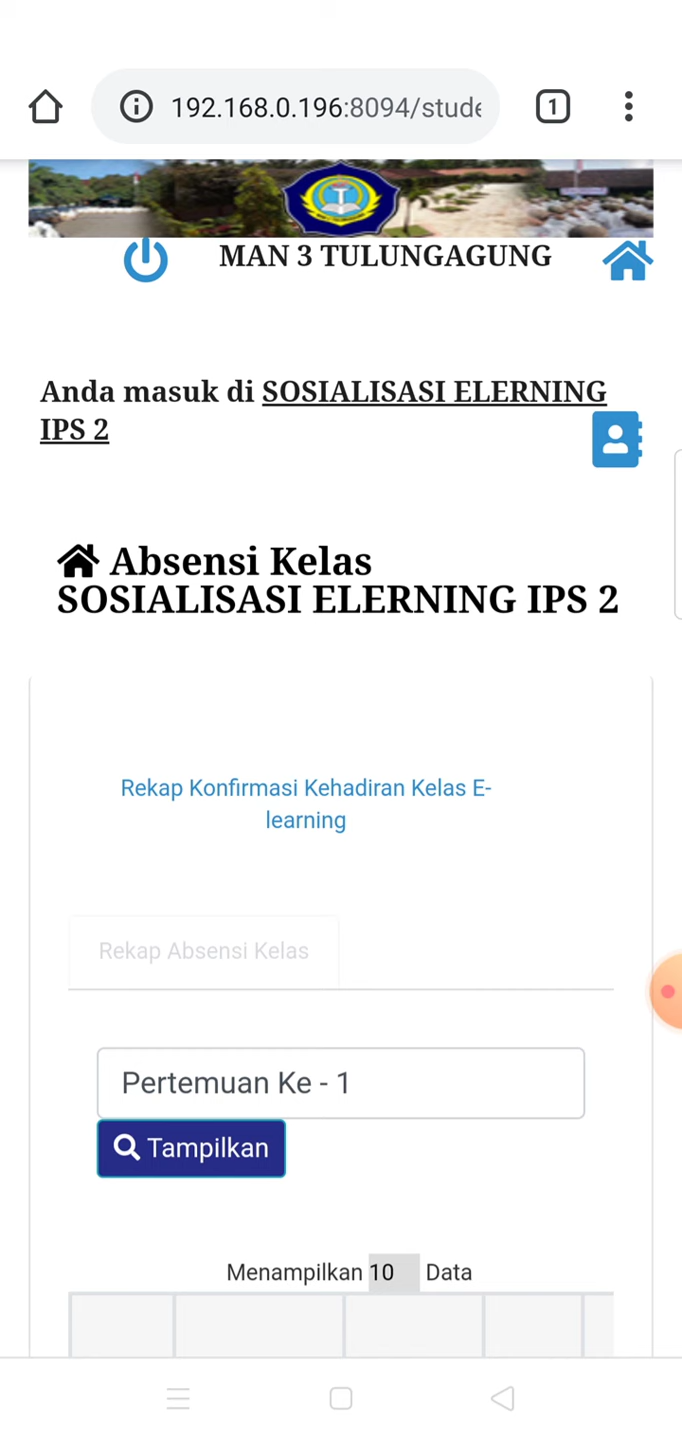 192.168.0.196:8094/stude
1
MAN 3 TULUNGAGUNG
Anda masuk di SOSIALISASI ELERNING
IPS 2
Absensi Kelas
SOSIALISASI ELERNING IPS 2
Rekap Konfirmasi Kehadiran Kelas E-
learning
Rekap Absensi Kelas
Pertemuan Ke - 1
Tampilkan
Menampilkan 10 Data